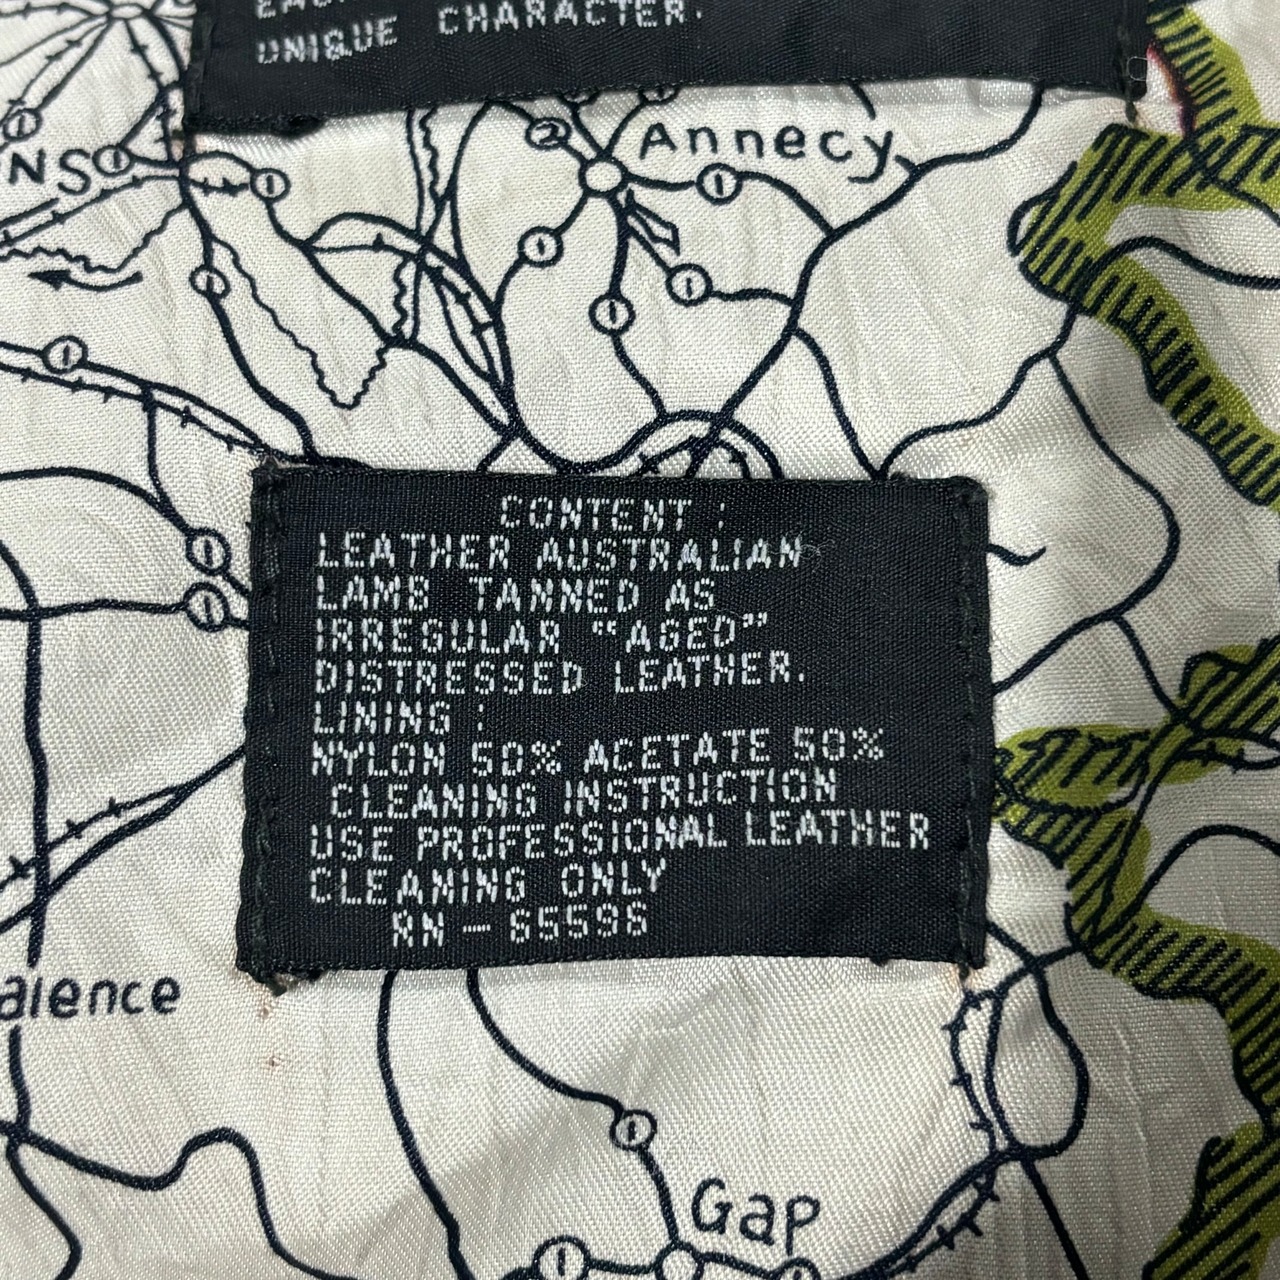 UNIQUE CHARACTER.
Annecy
NS
CONTENT :
LEATHER AUSTRALIAN
LAMB TANNED AS
IRREGULAR "AGED"
DISTRESSED LEATHER.
LINING :
NYLON 50% ACETATE 50%
CLEANING INSTRUCTION
USE PROFESSIONAL LEATHER
CLEANING ONLY
RN - 65596
alence
Gap